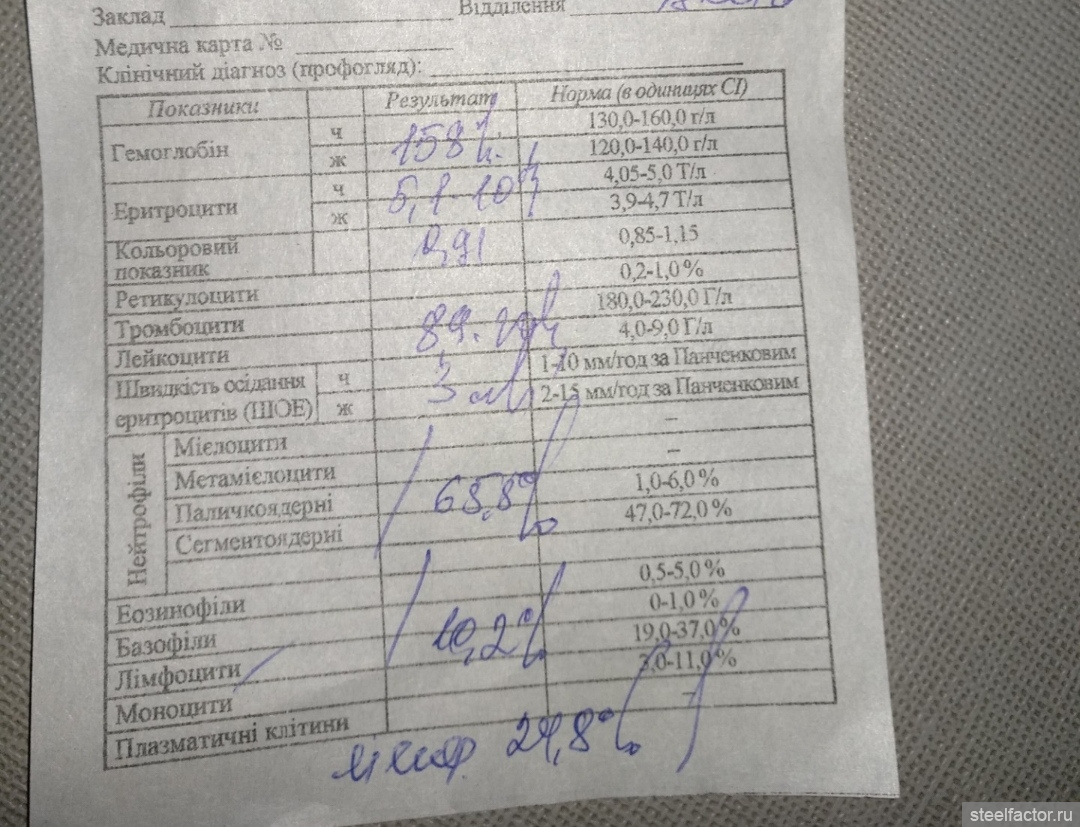 Заклад Відділення
Медична карта №
Клінічний діагноз (профогляд):
Показники Результат Норма (в одиницях СІ)
Гемоглобін ч 158 130,0-160,0 г/л
ж 120,0-140,0 г/л
Еритроцити ч 5,1·10 4,05-5,0 Т/л
ж 3,9-4,7 Т/л
Кольоровий показник 0,91 0,85-1,15
Ретикулоцити 0,2-1,0 %
Тромбоцити 180,0-230,0 Г/л
Лейкоцити 4,0-9,0 Г/л
Швидкість осідання еритроцитів (ШОЕ) ч 3 1-10 мм/год за Панченковим
ж 2-15 мм/год за Панченковим
Нейтрофіли Мієлоцити –
Метамієлоцити –
Паличкоядерні 65,8% 1,0-6,0 %
Сегментоядерні 47,0-72,0 %
Еозинофіли 0,5-5,0 %
Базофіли 10,2% 0-1,0 %
Лімфоцити 19,0-37,0 %
Моноцити 3,0-11,0 %
Плазматичні клітини –
лімф. %
steelfactor.ru